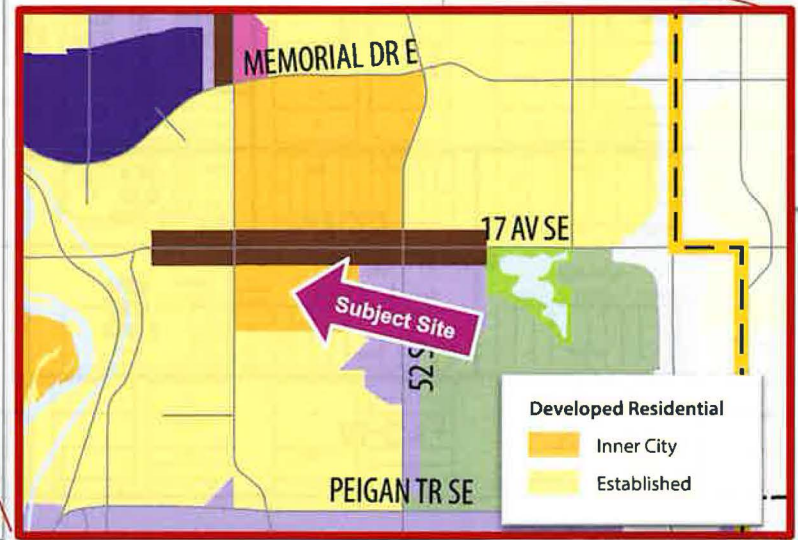 MEMORIAL DR E
17 AV SE
Subject Site
52 S
Developed Residential
Inner City
Established
PEIGAN TR SE